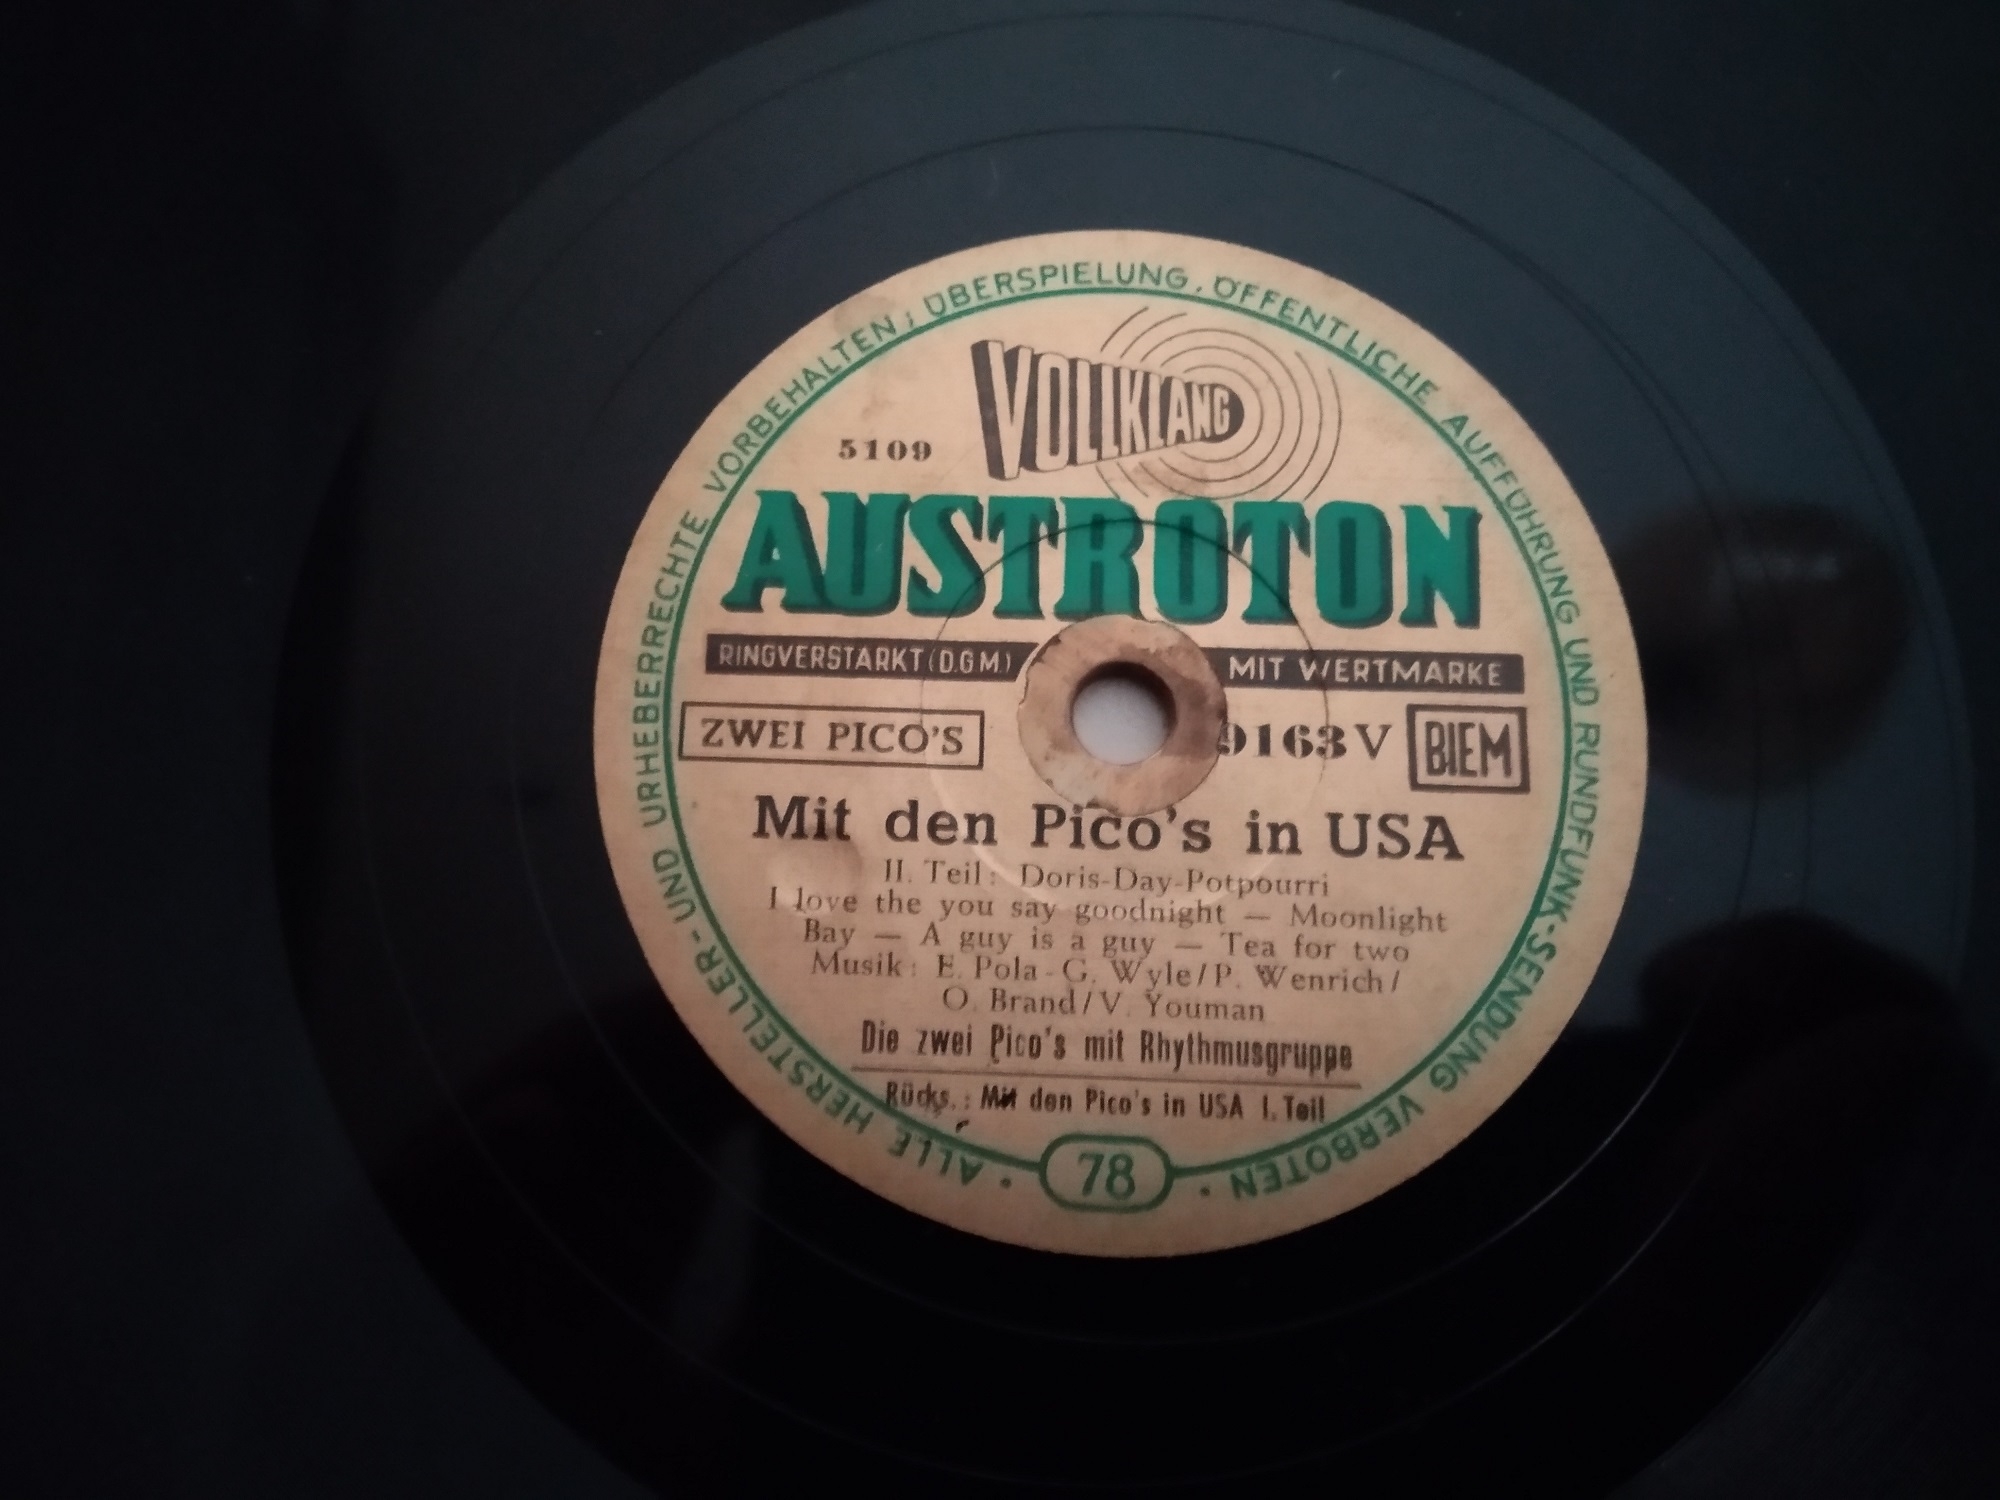 ALLE HERSTELLER- UND URHEBERRECHTE VORBEHALTEN; ÜBERSPIELUNG, ÖFFENTLICHE AUFFÜHRUNG UND RUNDFUNK-SENDUNG VERBOTEN
VOLLKLANG
5109
AUSTROTON
RINGVERSTÄRKT (D.G.M.) MIT WERTMARKE
ZWEI PICO'S 9163 V BIEM
Mit den Pico's in USA
II. Teil: Doris-Day-Potpourri
I love the you say goodnight — Moonlight
Bay — A guy is a guy — Tea for two
Musik: E. Pola - G. Wyle/P. Wenrich/
O. Brand/V. Youman
Die zwei Pico's mit Rhythmusgruppe
Rücks.: Mit den Pico's in USA I. Teil
78